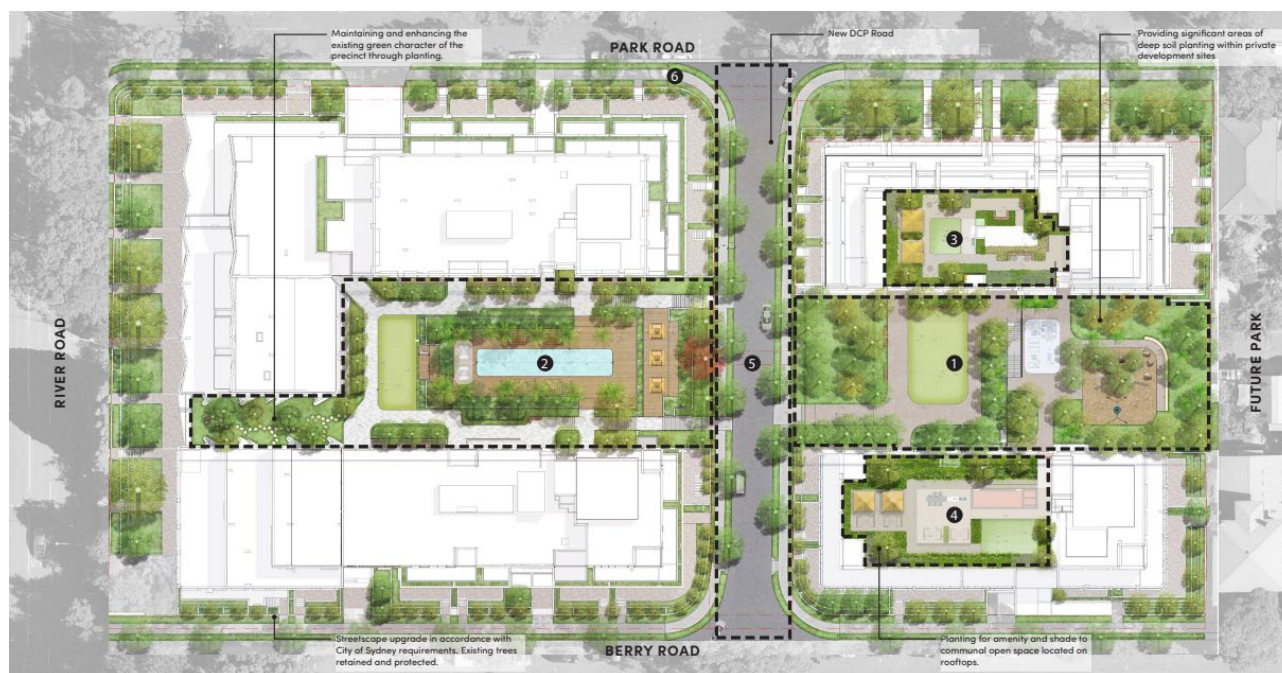 Maintaining and enhancing the
existing green character of the
precinct through planting.
PARK ROAD
New DCP Road
Providing significant areas of
deep soil planting within private
development sites
6
3
RIVER ROAD
2
5
1
FUTURE PARK
4
Streetscape upgrade in accordance with
City of Sydney requirements. Existing trees
retained and protected.
BERRY ROAD
Planting for amenity and shade to
communal open space located on
rooftops.